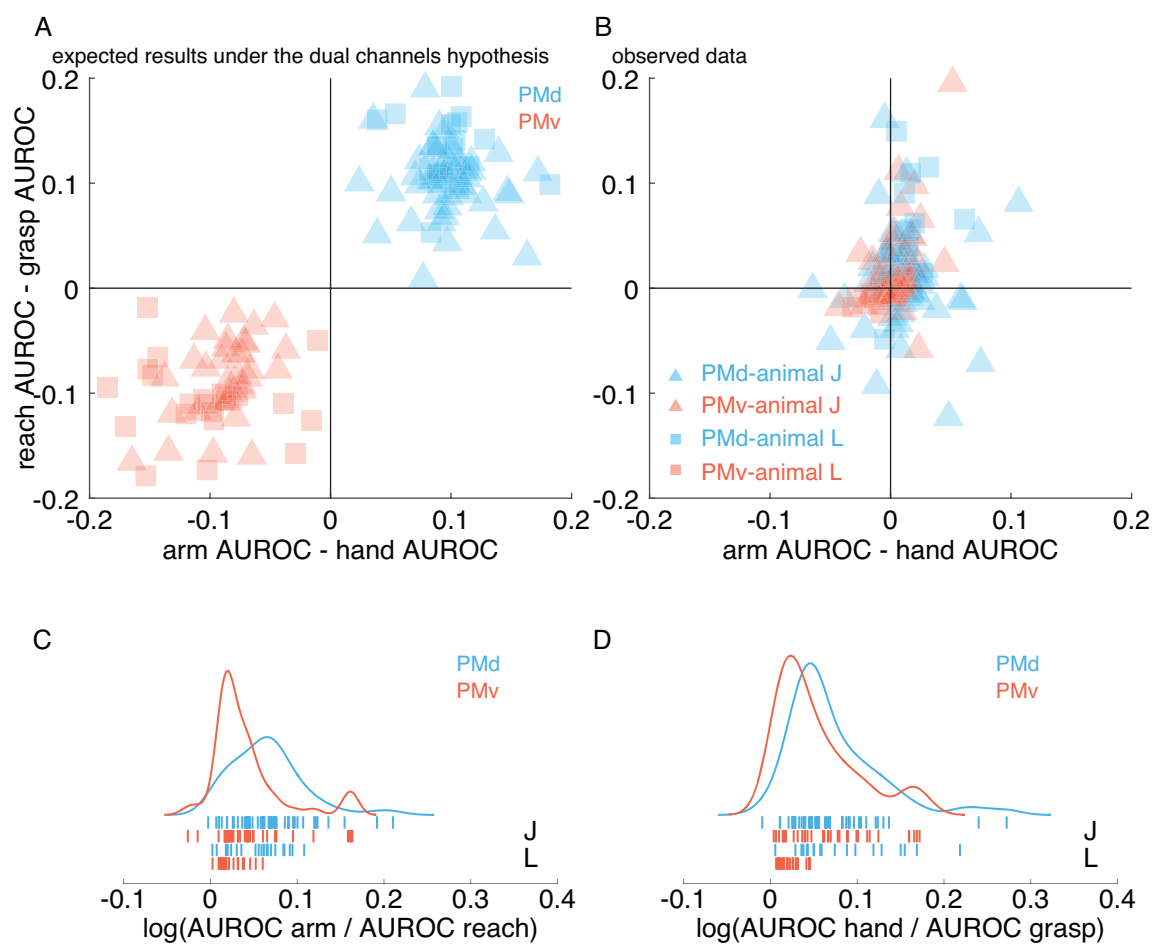 A
expected results under the dual channels hypothesis
0.2
PMd
PMv
0.1
0
-0.1
-0.2
reach AUROC - grasp AUROC
-0.2
-0.1
0
0.1
0.2
arm AUROC - hand AUROC
B
observed data
0.2
0.1
0
-0.1
-0.2
PMd-animal J
PMv-animal J
PMd-animal L
PMv-animal L
-0.2
-0.1
0
0.1
0.2
arm AUROC - hand AUROC
C
PMd
PMv
J
L
-0.1
0
0.1
0.2
0.3
0.4
log(AUROC arm / AUROC reach)
D
PMd
PMv
J
L
-0.1
0
0.1
0.2
0.3
0.4
log(AUROC hand / AUROC grasp)